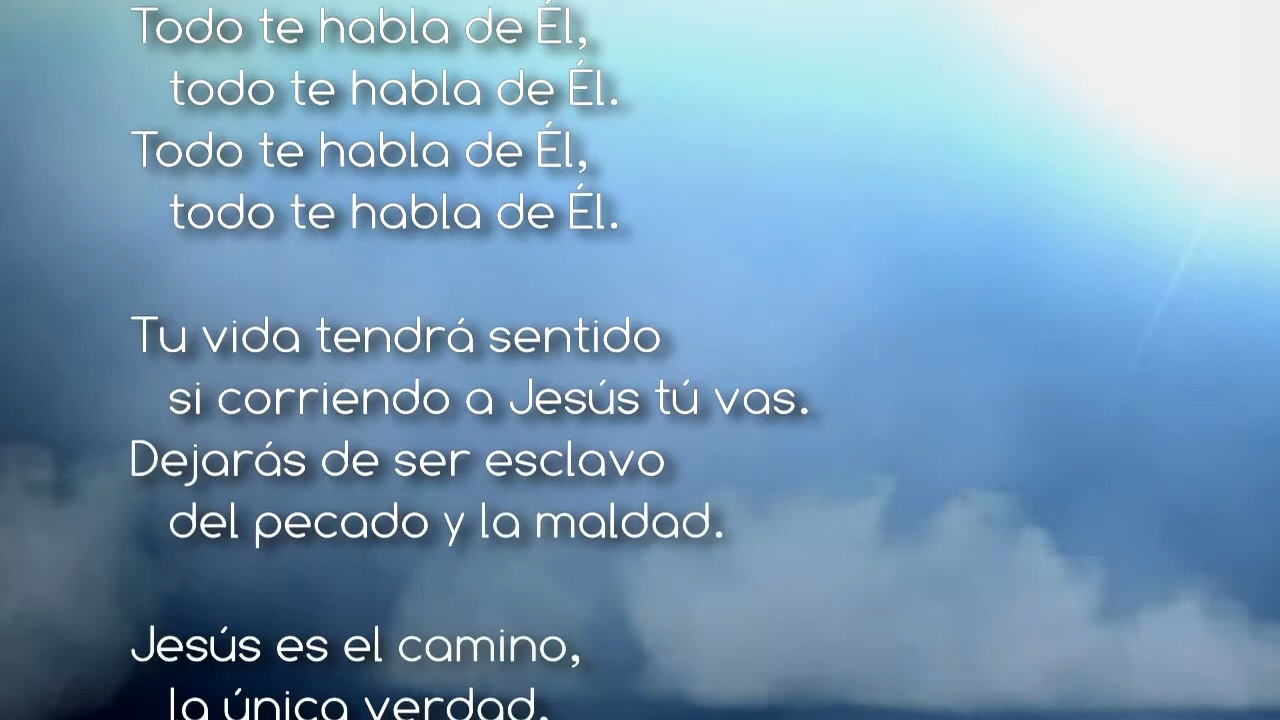 Todo te habla de Él,
todo te habla de Él.
Todo te habla de Él,
todo te habla de Él.
Tu vida tendrá sentido
si corriendo a Jesús tú vas.
Dejarás de ser esclavo
del pecado y la maldad.
Jesús es el camino,
la única verdad.